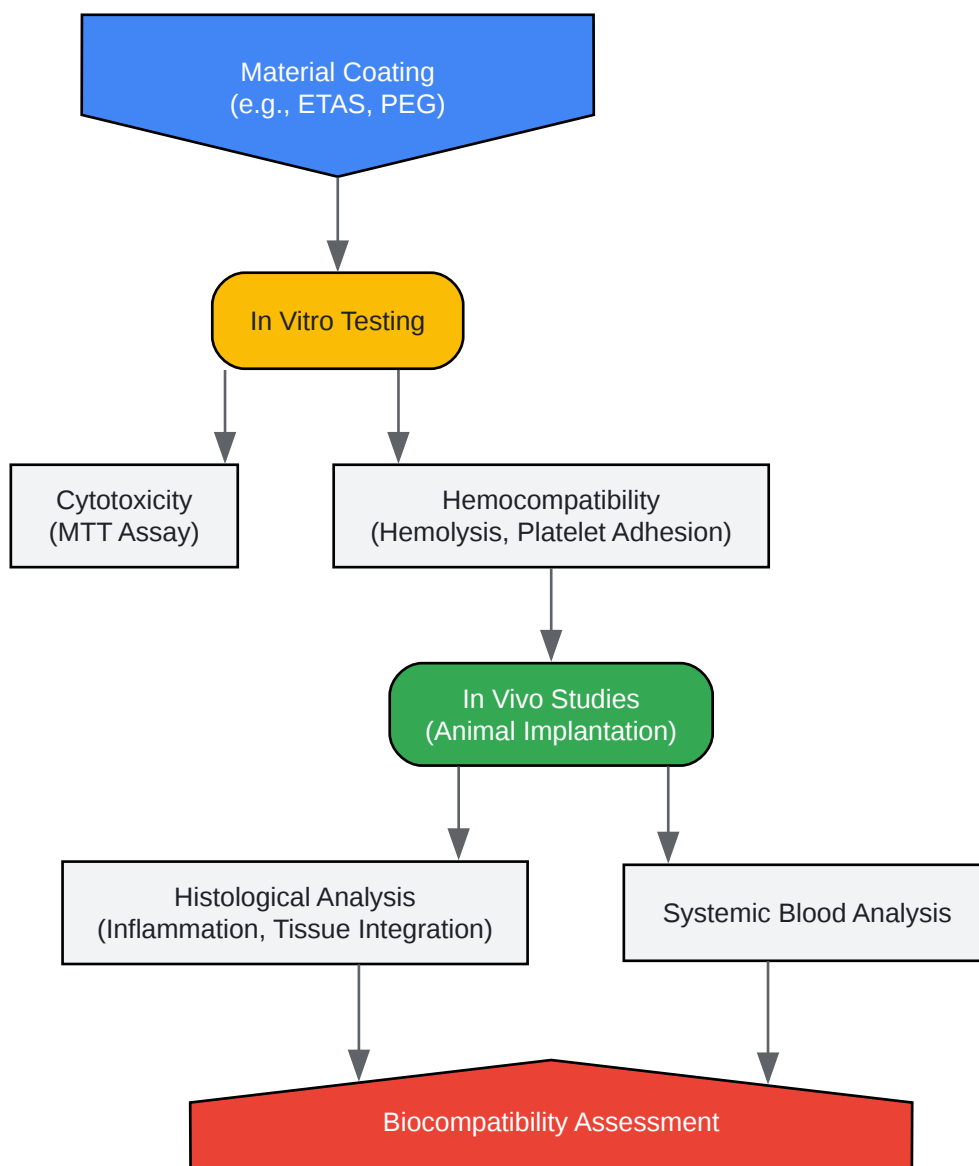 Material Coating
(e.g., ETAS, PEG)
In Vitro Testing
Cytotoxicity
(MTT Assay)
Hemocompatibility
(Hemolysis, Platelet Adhesion)
In Vivo Studies
(Animal Implantation)
Histological Analysis
(Inflammation, Tissue Integration)
Systemic Blood Analysis
Biocompatibility Assessment